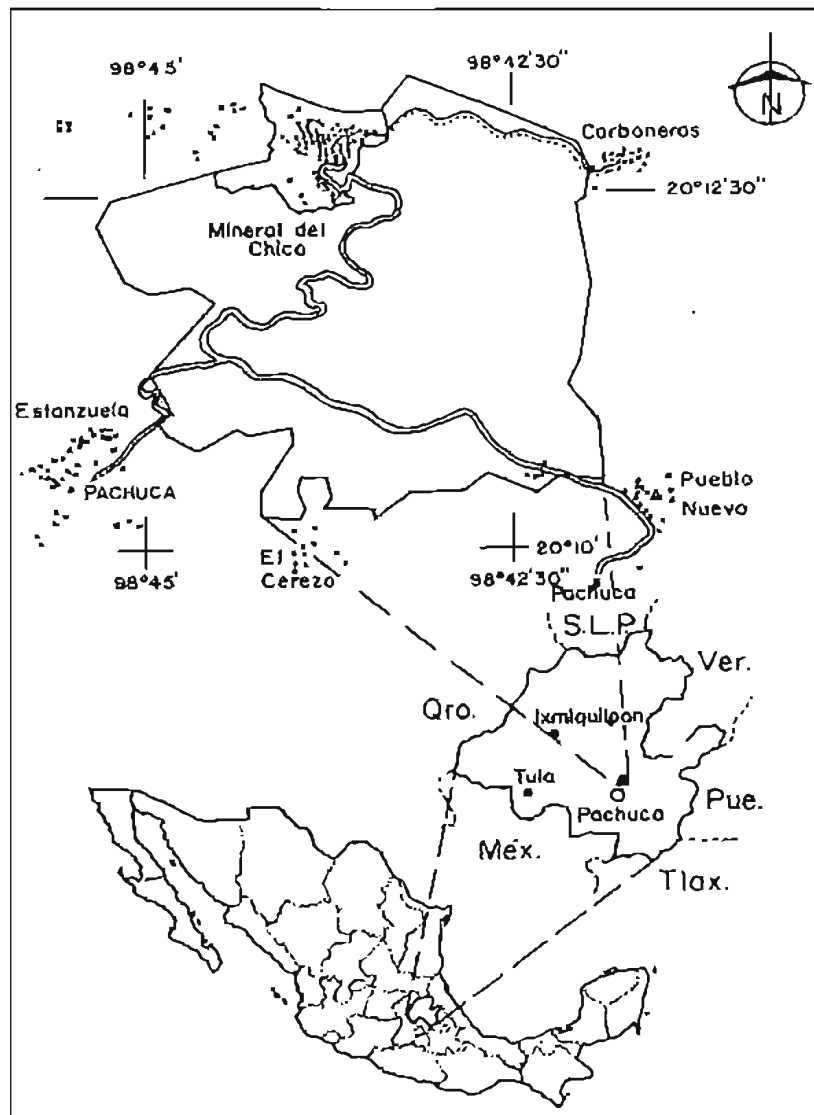 98°45'
98°42'30"
N
Carboneras
20°12'30"
Mineral del
Chico
Estanzuela
PACHUCA
Pueblo
Nuevo
El
Cerezo
98°45'
20°10'
98°42'30"
Pachuca
S.L.P.
Ver.
Qro.
Ixmiquilpan
Tula
Pachuca
Pue.
Méx.
Tlax.